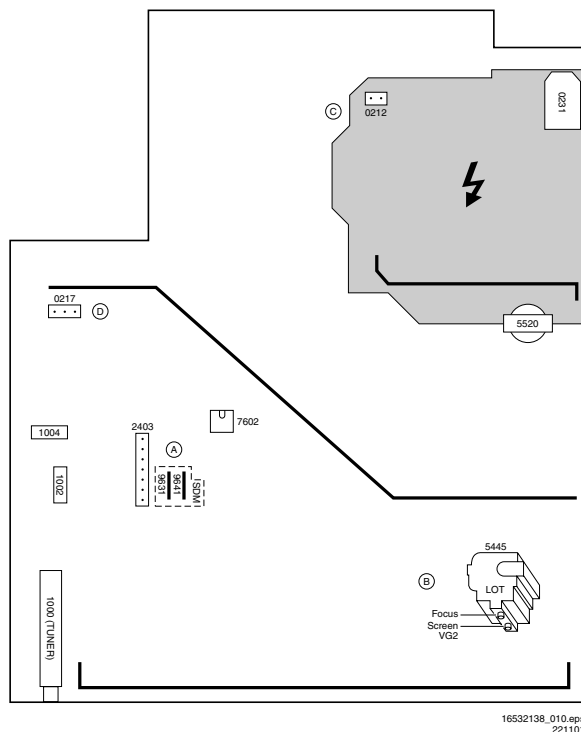 C
0212
0231
0217
D
5520
1004
2403
7602
A
1002
9631
9641
SDM
5445
B
LOT
Focus
Screen
VG2
1000 (TUNER)
16532138_010.eps
22110